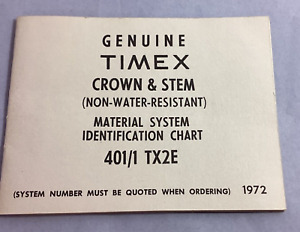 GENUINE
TIMEX
CROWN & STEM
(NON-WATER-RESISTANT)
MATERIAL SYSTEM
IDENTIFICATION CHART
401/1 TX2E
(SYSTEM NUMBER MUST BE QUOTED WHEN ORDERING) 1972